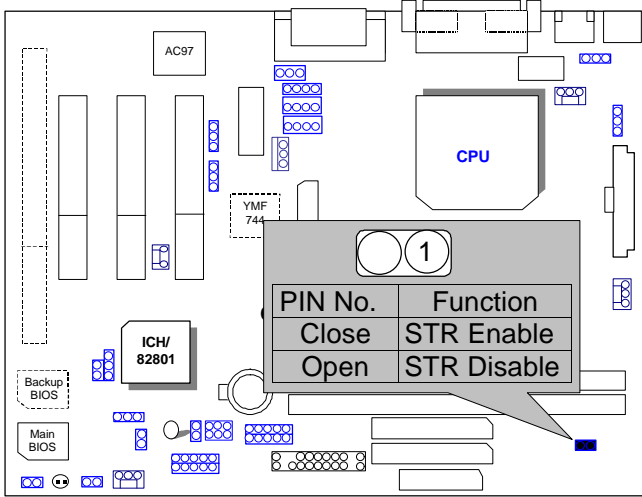 AC97
CPU
YMF
744
1
PIN No. Function
Close STR Enable
Open STR Disable
ICH/
82801
Backup
BIOS
Main
BIOS